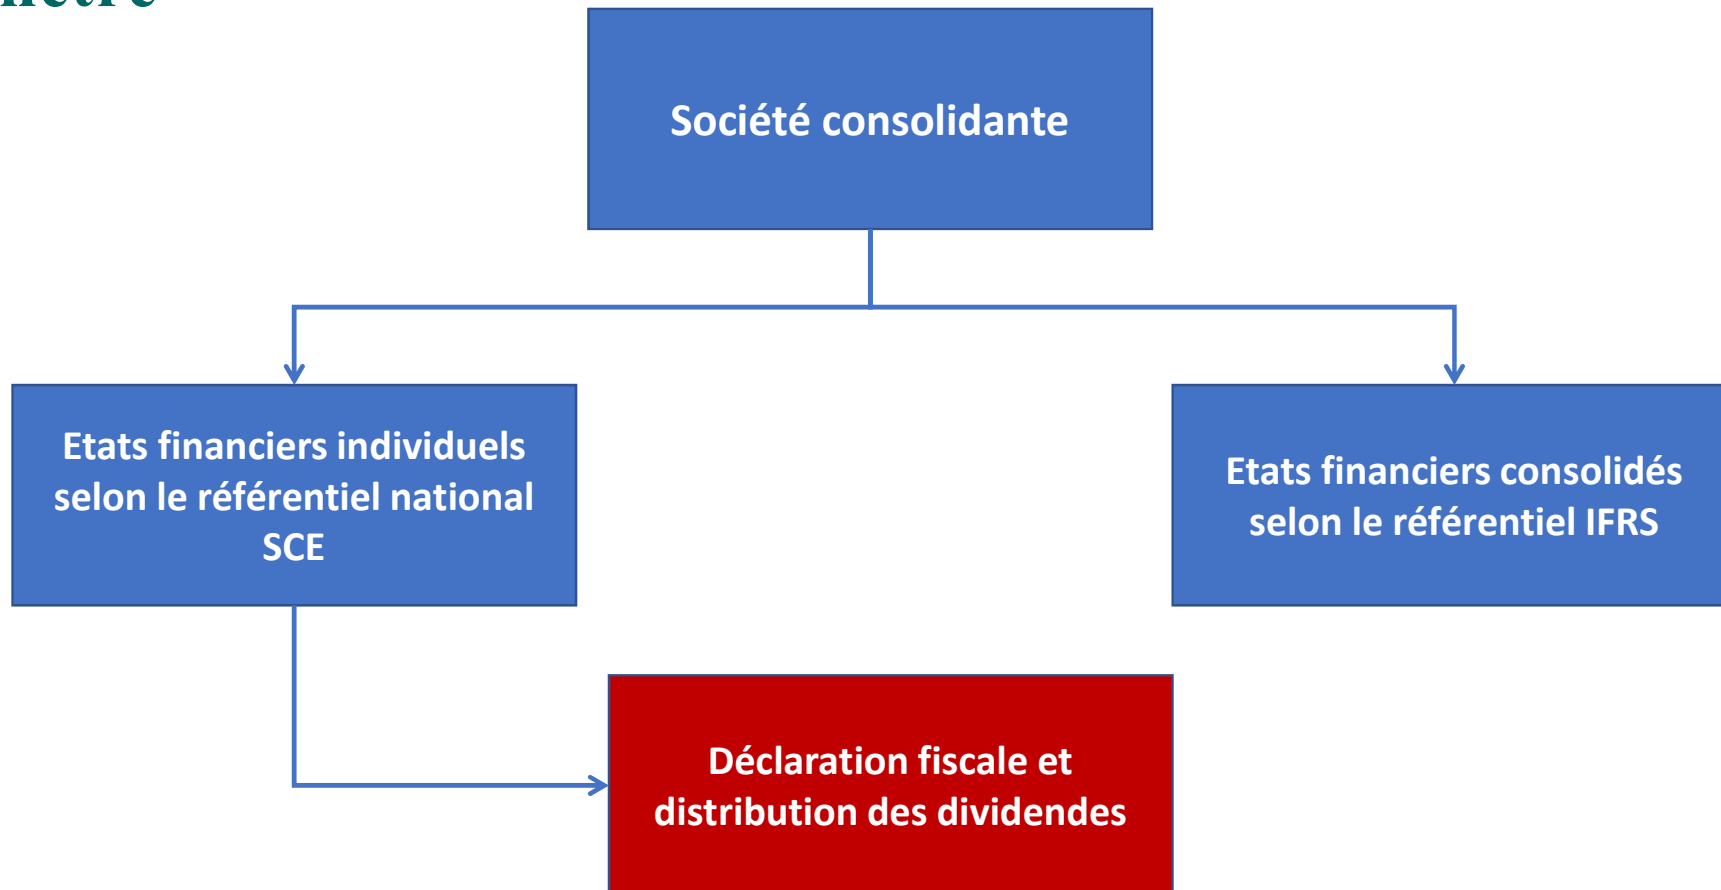 Société consolidante
Etats financiers individuels
selon le référentiel national
SCE
Etats financiers consolidés
selon le référentiel IFRS
Déclaration fiscale et
distribution des dividendes